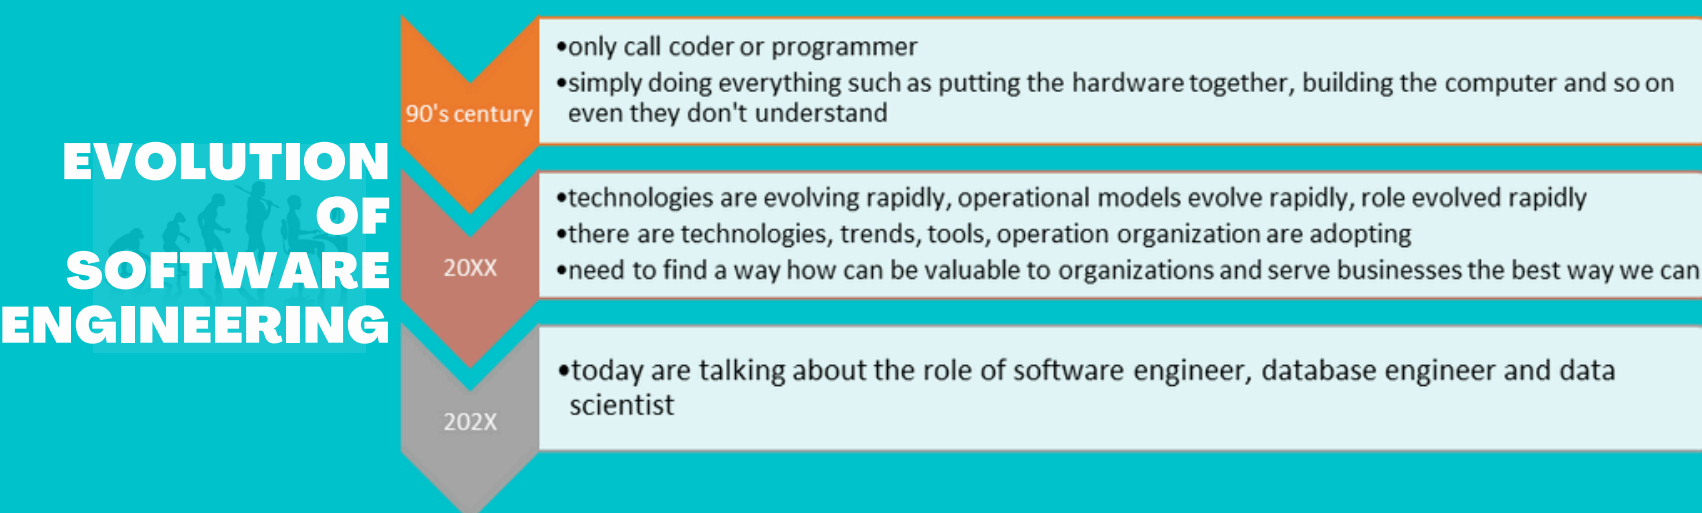 EVOLUTION
OF
SOFTWARE
ENGINEERING
90's century
•only call coder or programmer
•simply doing everything such as putting the hardware together, building the computer and so on
even they don't understand
20XX
•technologies are evolving rapidly, operational models evolve rapidly, role evolved rapidly
•there are technologies, trends, tools, operation organization are adopting
•need to find a way how can be valuable to organizations and serve businesses the best way we can
202X
•today are talking about the role of software engineer, database engineer and data
scientist